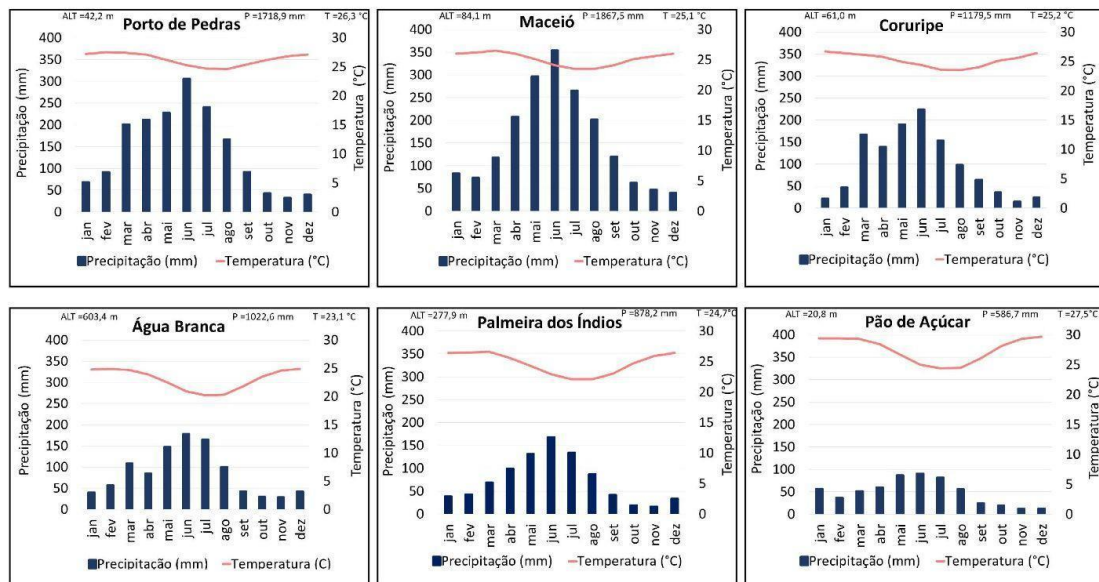 ALT =42,2 m P =1718,9 mm T =26,3 °C
Porto de Pedras
Precipitação (mm)
400
350
300
250
200
150
100
50
0
30
25
20
15
10
5
0
Temperatura (°C)
jan fev mar abr mai jun jul ago set out nov dez
Precipitação (mm) Temperatura (°C)
ALT =84,1 m P =1867,5 mm T =25,1 °C
Maceió
Precipitação (mm)
400
350
300
250
200
150
100
50
0
30
25
20
15
10
5
0
Temperatura (°C)
jan fev mar abr mai jun jul ago set out nov dez
Precipitação (mm) Temperatura (°C)
ALT =61,0 m P =1179,5 mm T =25,2 °C
Coruripe
Precipitação (mm)
400
350
300
250
200
150
100
50
0
30
25
20
15
10
5
0
Temperatura (°C)
jan fev mar abr mai jun jul ago set out nov dez
Precipitação (mm) Temperatura (°C)
ALT =603,4 m P =1022,6 mm T =23,1 °C
Água Branca
Precipitação (mm)
400
350
300
250
200
150
100
50
0
30
25
20
15
10
5
0
Temperatura (°C)
jan fev mar abr mai jun jul ago set out nov dez
Precipitação (mm) Temperatura (C)
ALT =277,9 m P =878,2 mm T =24,7°C
Palmeira dos Índios
Precipitação (mm)
400
350
300
250
200
150
100
50
0
30
25
20
15
10
5
0
Temperatura (°C)
jan fev mar abr mai jun jul ago set out nov dez
Precipitação (mm) Temperatura (°C)
ALT =20,8 m P =586,7 mm T =27,5°C
Pão de Açúcar
Precipitação (mm)
400
350
300
250
200
150
100
50
0
30
25
20
15
10
5
0
Temperatura (°C)
jan fev mar abr mai jun jul ago set out nov dez
Precipitação (mm) Temperatura (°C)